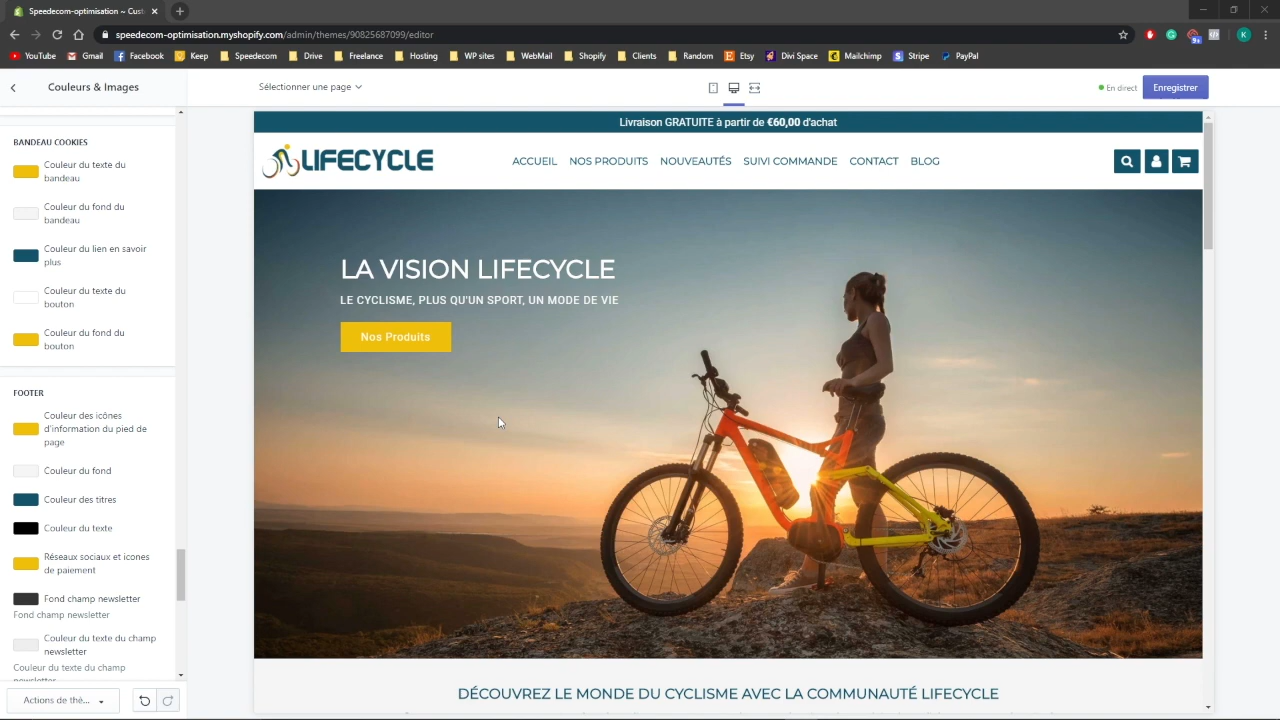 Speedecom-optimisation ~ Cust
speedecom-optimisation.myshopify.com/admin/themes/90825687099/editor
K
YouTube
Gmail
Facebook
Keep
Speedecom
Drive
Freelance
Hosting
WP sites
WebMail
Shopify
Clients
Random
Etsy
Divi Space
Mailchimp
Stripe
PayPal
Couleurs & Images
Sélectionner une page
En direct
Enregistrer
BANDEAU COOKIES
Couleur du texte du
bandeau
Couleur du fond du
bandeau
Couleur du lien en savoir
plus
Couleur du texte du
bouton
Couleur du fond du
bouton
FOOTER
Couleur des icônes
d'information du pied de
page
Couleur du fond
Couleur des titres
Couleur du texte
Réseaux sociaux et icones
de paiement
Fond champ newsletter
Fond champ newsletter
Couleur du texte du champ
newsletter
Couleur du texte du champ
newsletter
Actions de thé...
Livraison GRATUITE à partir de €60,00 d'achat
LIFECYCLE
ACCUEIL NOS PRODUITS NOUVEAUTÉS SUIVI COMMANDE CONTACT BLOG
LA VISION LIFECYCLE
LE CYCLISME, PLUS QU'UN SPORT, UN MODE DE VIE
Nos Produits
DÉCOUVREZ LE MONDE DU CYCLISME AVEC LA COMMUNAUTÉ LIFECYCLE